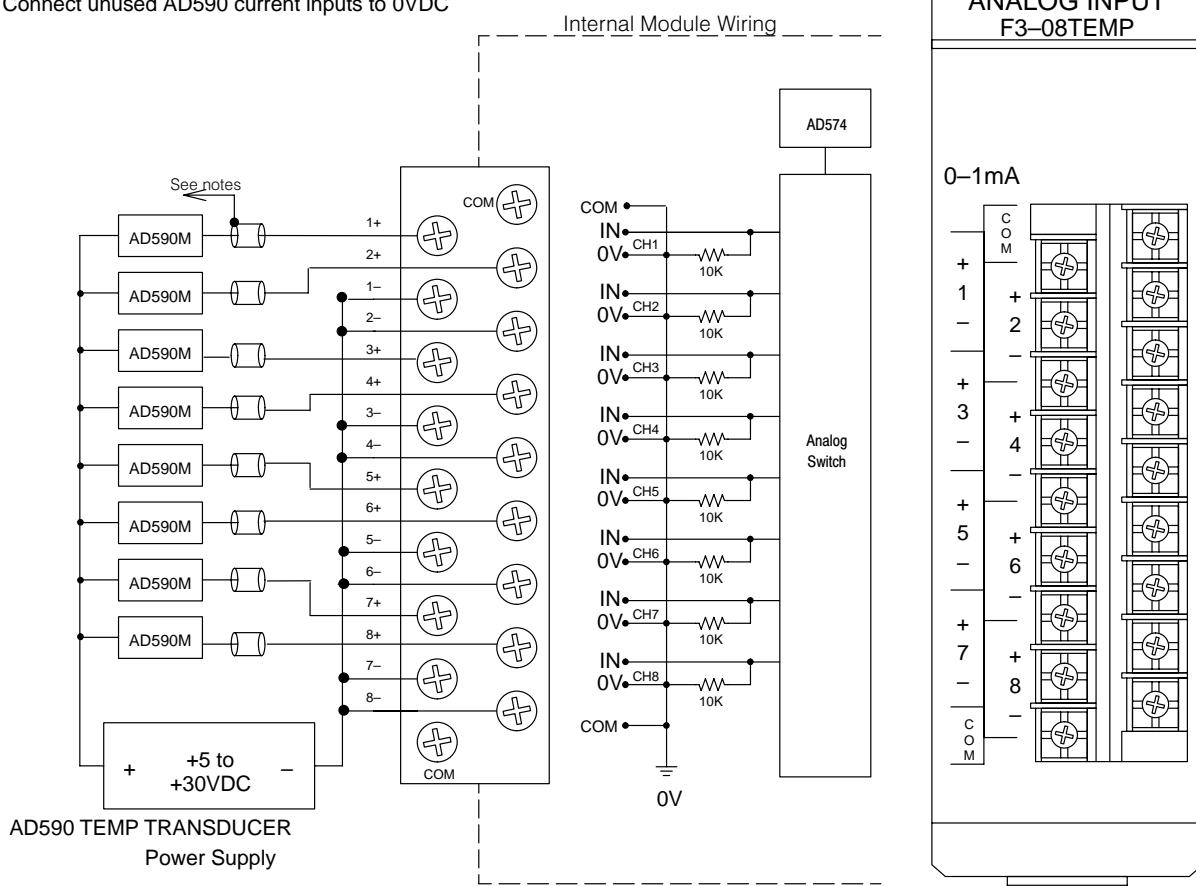 Connect unused AD590 current inputs to 0VDC
Internal Module Wiring
ANALOG INPUT
F3–08TEMP
AD574
See notes
AD590M
AD590M
AD590M
AD590M
AD590M
AD590M
AD590M
AD590M
1+
2+
1–
2–
3+
4+
3–
4–
5+
6+
5–
6–
7+
8+
7–
8–
COM
COM
COM
IN
0V CH1
10K
IN
0V CH2
10K
IN
0V CH3
10K
IN
0V CH4
10K
IN
0V CH5
10K
IN
0V CH6
10K
IN
0V CH7
10K
IN
0V CH8
10K
COM
0V
Analog
Switch
+ +5 to –
+30VDC
AD590 TEMP TRANSDUCER
Power Supply
0–1mA
COM
+
1
–
+
2
–
+
3
–
+
4
–
+
5
–
+
6
–
+
7
–
+
8
–
COM